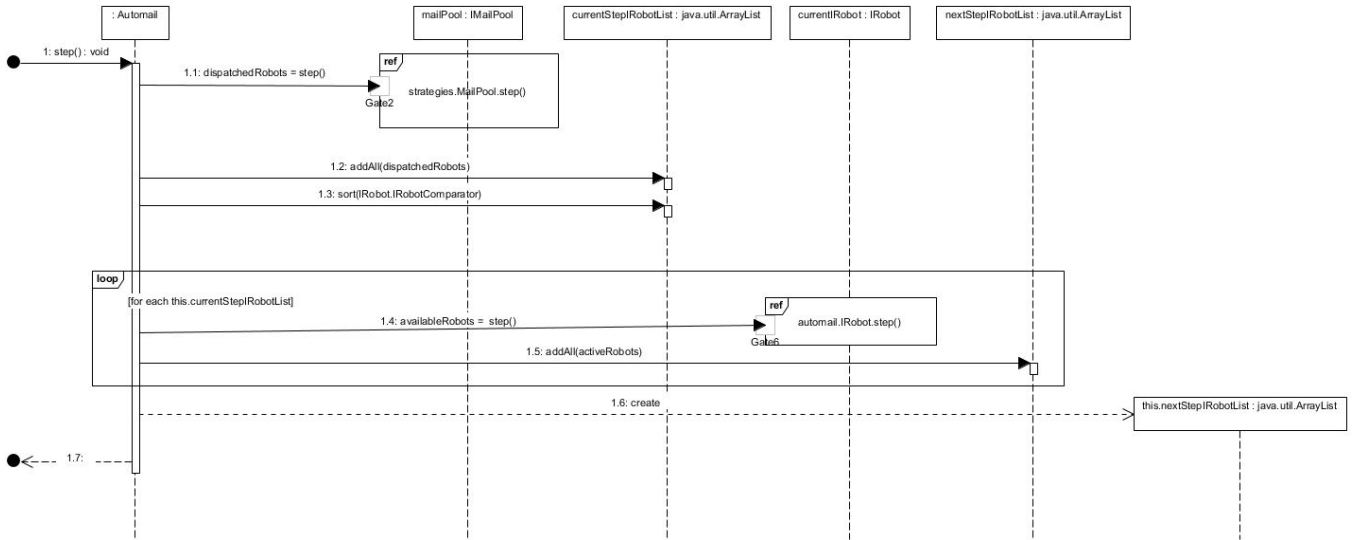 : Automail
mailPool : IMailPool
currentStepIRobotList : java.util.ArrayList
currentIRobot : IRobot
nextStepIRobotList : java.util.ArrayList
1: step() : void
ref
1.1: dispatchedRobots = step()
strategies.MailPool.step()
Gate2
1.2: addAll(dispatchedRobots)
1.3: sort(IRobot.IRobotComparator)
loop
[for each this.currentStepIRobotList]
ref
1.4: availableRobots = step()
automail.IRobot.step()
Gate6
1.5: addAll(activeRobots)
1.6: create
this.nextStepIRobotList : java.util.ArrayList
1.7: